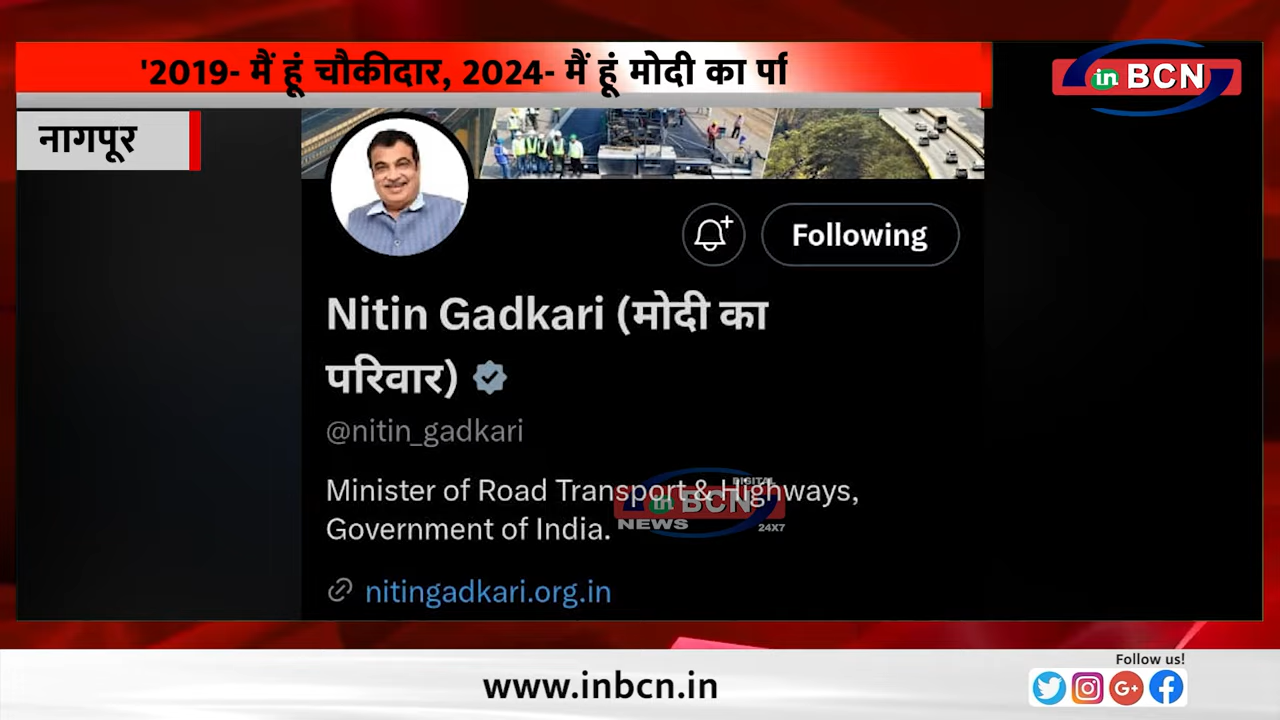 '2019- मैं हूं चौकीदार, 2024- मैं हूं मोदी का
in BCN
नागपूर
Following
Nitin Gadkari (मोदी का
परिवार)
@nitin_gadkari
Minister of Road Transport & Highways,
Government of India.
DIGITAL
in BCN
NEWS 24X7
nitingadkari.org.in
Follow us!
www.inbcn.in